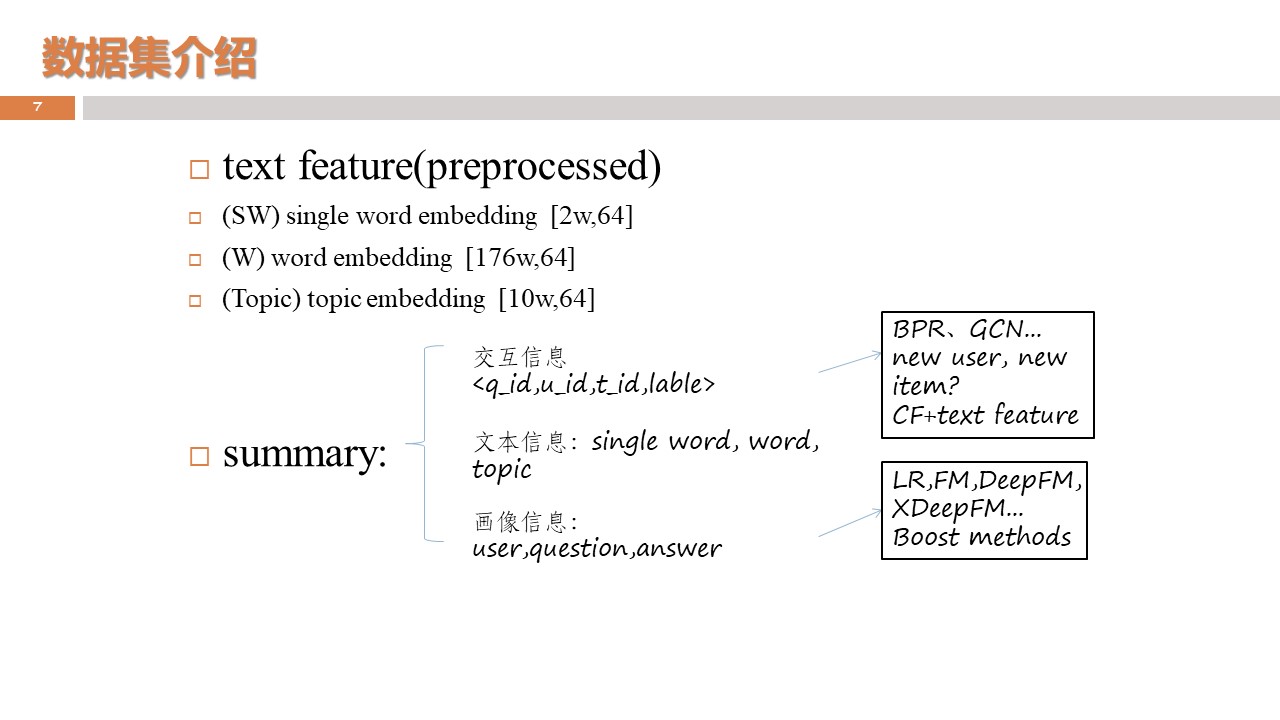 数据集介绍
7
text feature(preprocessed)
(SW) single word embedding [2w,64]
(W) word embedding [176w,64]
(Topic) topic embedding [10w,64]
summary:
交互信息
<q_id,u_id,t_id,lable>
文本信息：single word, word,
topic
画像信息：
user,question,answer
BPR、GCN...
new user, new
item?
CF+text feature
LR,FM,DeepFM,
XDeepFM...
Boost methods